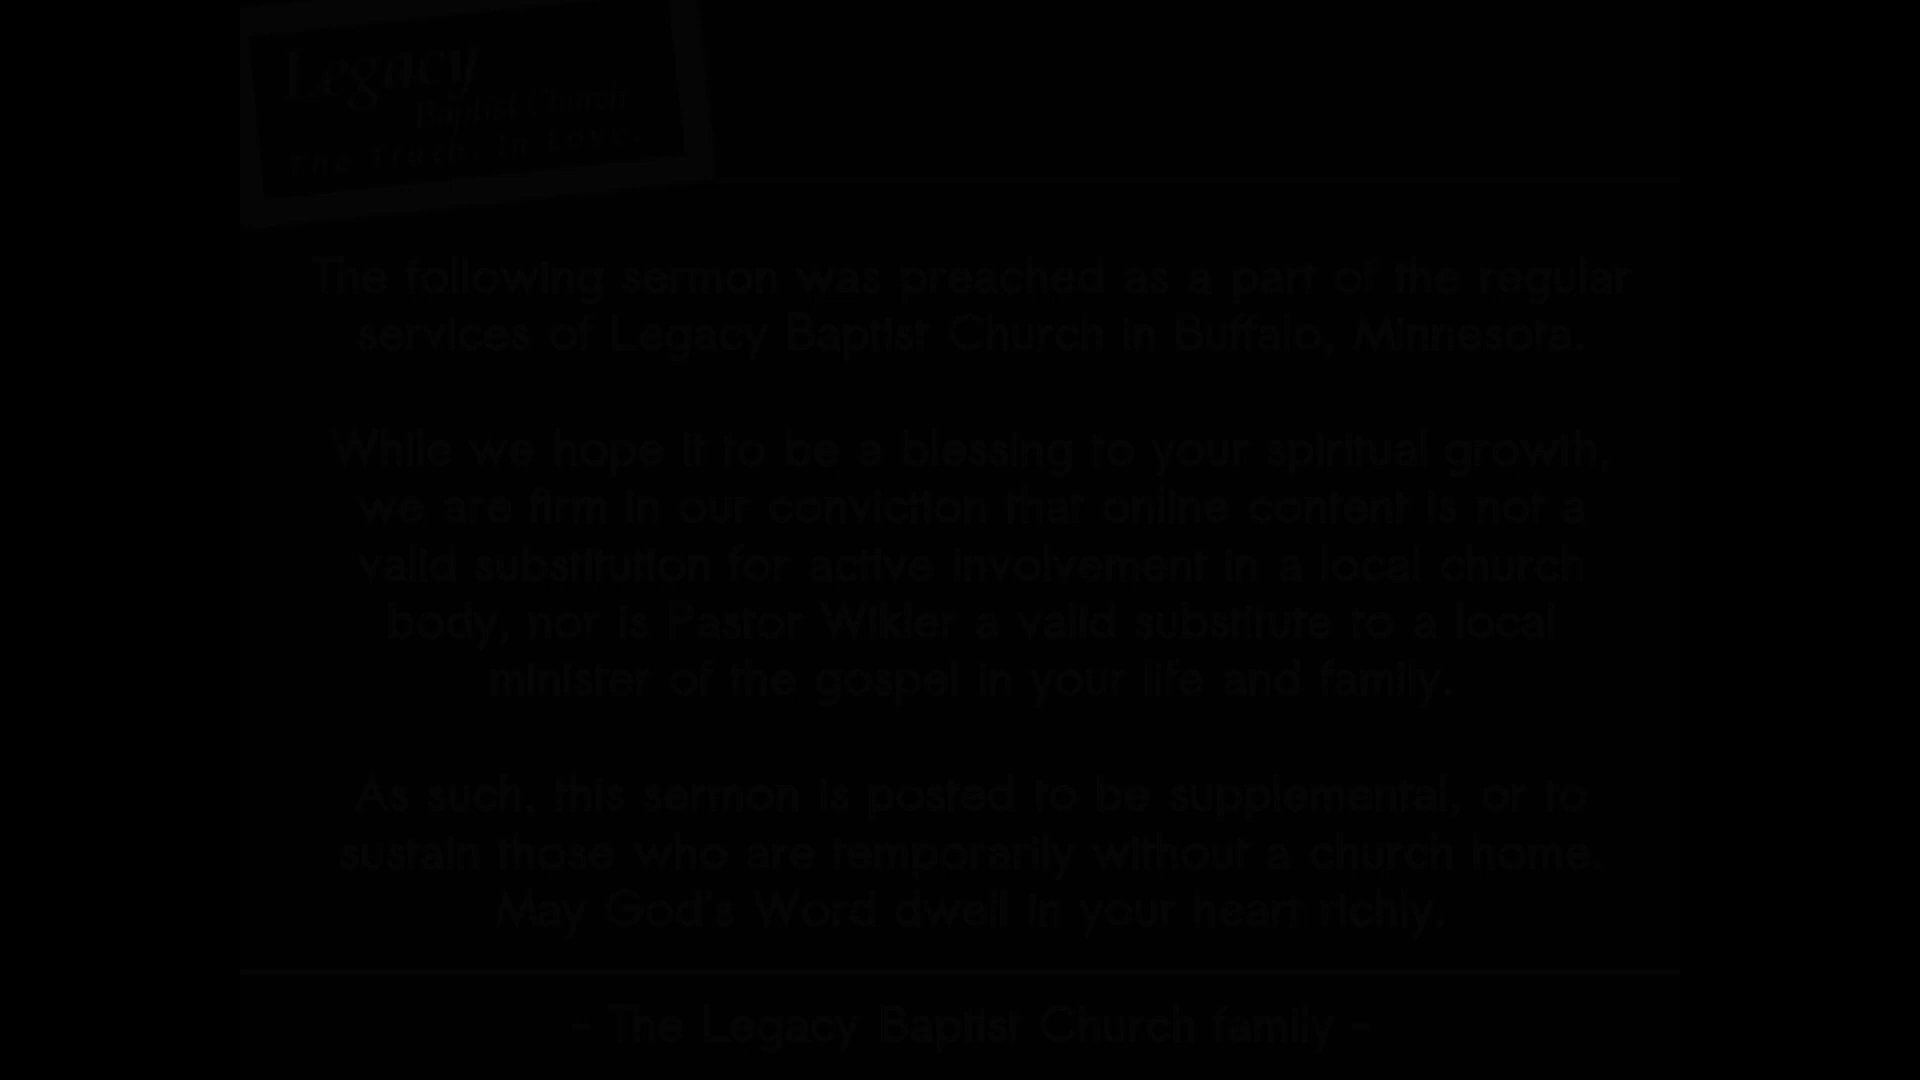 Legacy
Baptist Church
The Truth. In Love.
The following sermon was preached as a part of the regular
services of Legacy Baptist Church in Buffalo, Minnesota.
While we hope it to be a blessing to your spiritual growth,
we are firm in our conviction that online content is not a
valid substitution for active involvement in a local church
body, nor is Pastor Wikler a valid substitute to a local
minister of the gospel in your life and family.
As such, this sermon is posted to be supplemental, or to
sustain those who are temporarily without a church home.
May God's Word dwell in your heart richly.
- The Legacy Baptist Church family -